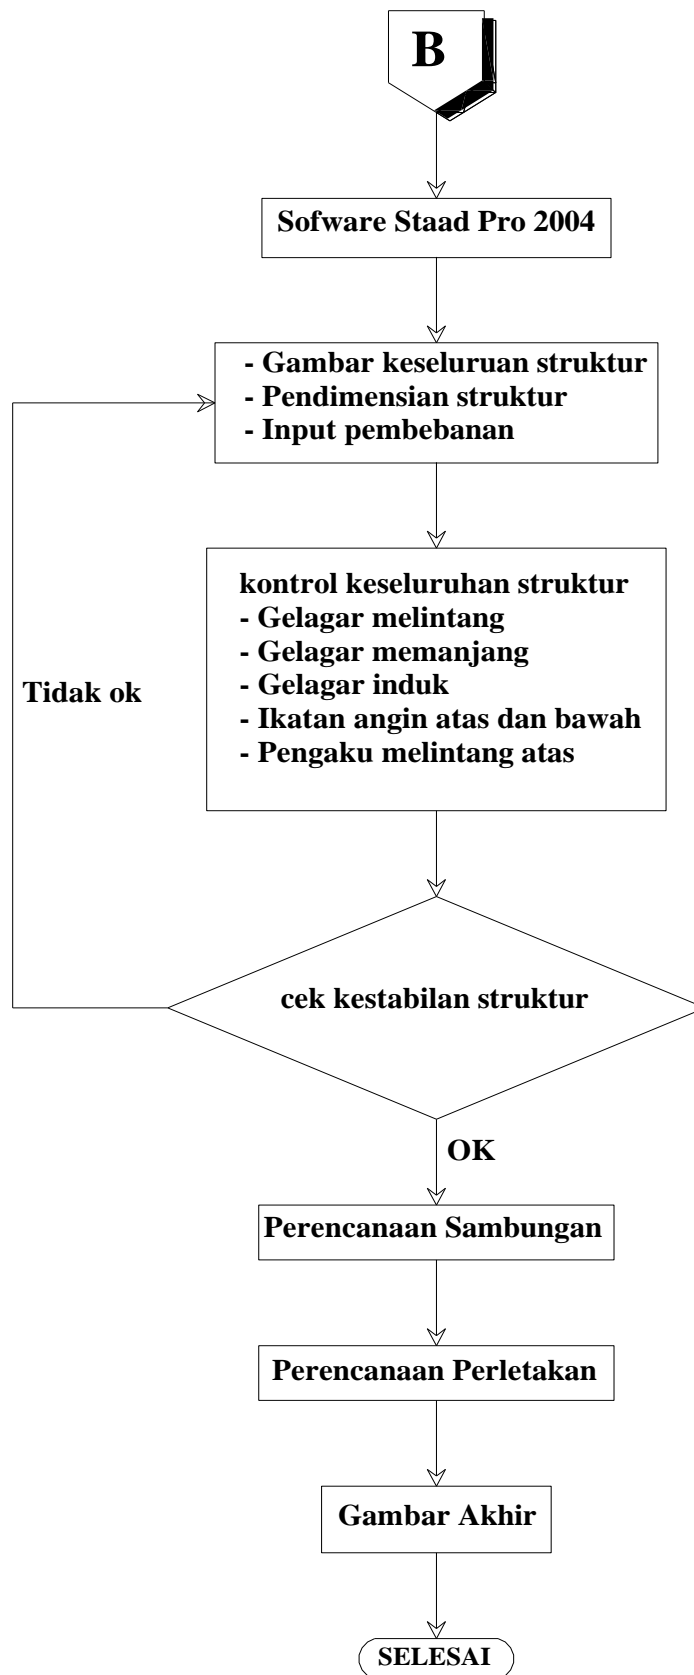 B
Sofware Staad Pro 2004
- Gambar keseluruan struktur
- Pendimensian struktur
- Input pembebanan
kontrol keseluruhan struktur
- Gelagar melintang
- Gelagar memanjang
- Gelagar induk
- Ikatan angin atas dan bawah
- Pengaku melintang atas
Tidak ok
cek kestabilan struktur
OK
Perencanaan Sambungan
Perencanaan Perletakan
Gambar Akhir
SELESAI